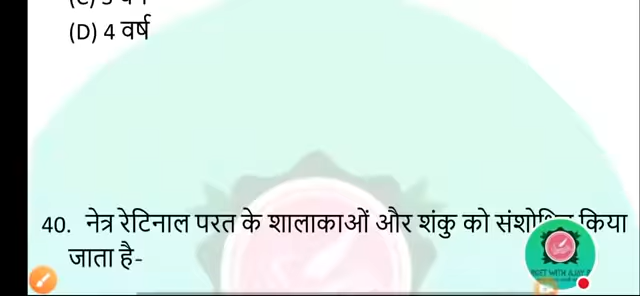 (D) 4 वर्ष
40. नेत्र रेटिनाल परत के शालाकाओं और शंकु को किया
जाता है-